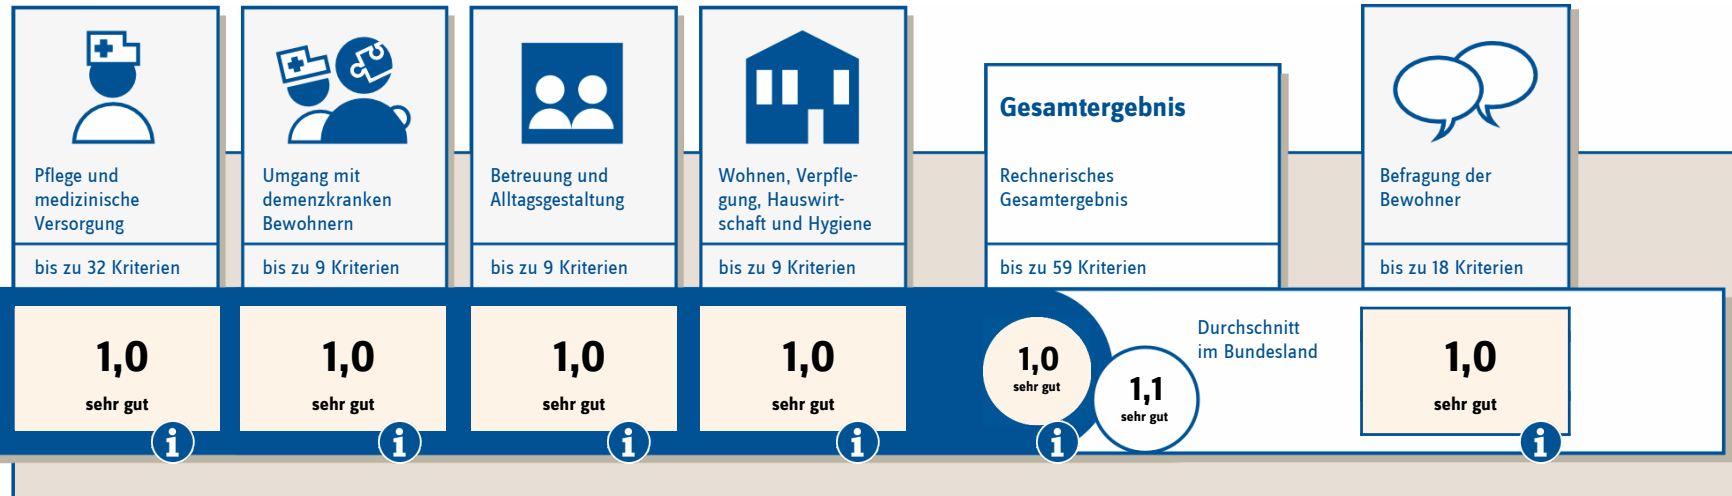 Pflege und
medizinische
Versorgung
bis zu 32 Kriterien
1,0
sehr gut
i
Umgang mit
demenzkranken
Bewohnern
bis zu 9 Kriterien
1,0
sehr gut
i
Betreuung und
Alltagsgestaltung
bis zu 9 Kriterien
1,0
sehr gut
i
Wohnen, Verpfle-
gung, Hauswirt-
schaft und Hygiene
bis zu 9 Kriterien
1,0
sehr gut
i
Gesamtergebnis
Rechnerisches
Gesamtergebnis
bis zu 59 Kriterien
1,0
sehr gut
i
1,1
sehr gut
Durchschnitt
im Bundesland
Befragung der
Bewohner
bis zu 18 Kriterien
1,0
sehr gut
i